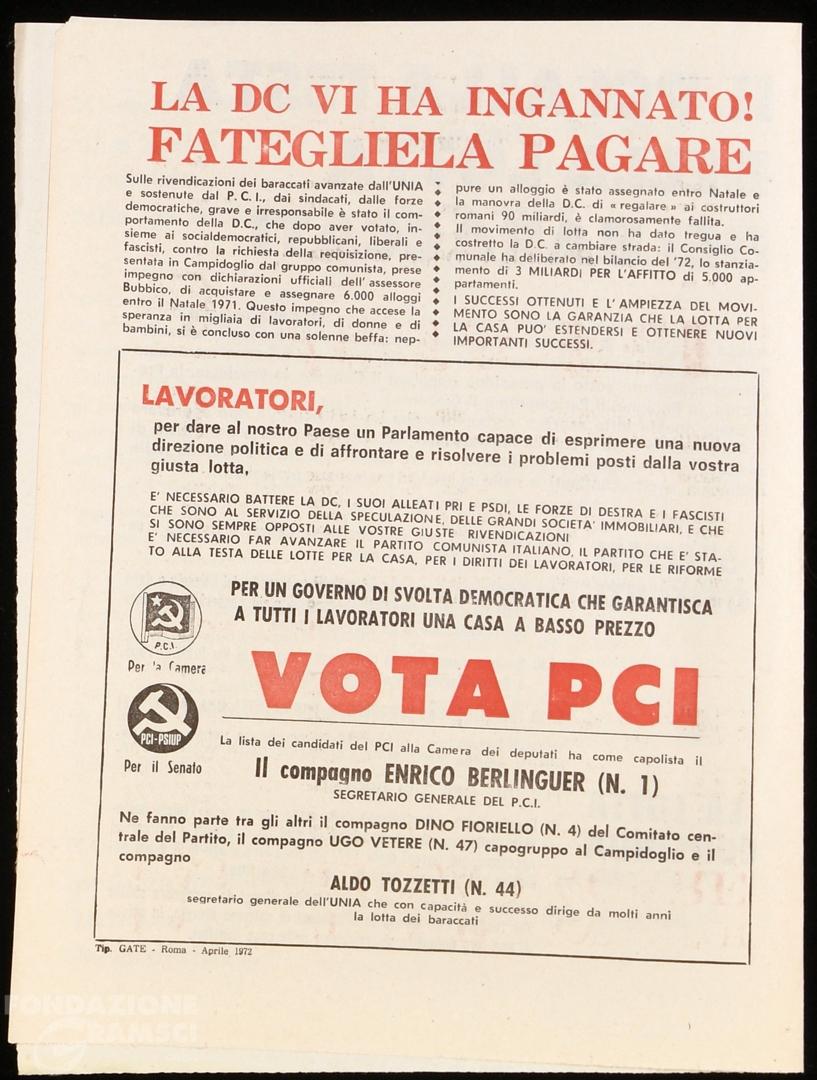 LA DC VI HA INGANNATO!
FATEGLIELA PAGARE
Sulle rivendicazioni dei baraccati avanzate dall'UNIA
e sostenute dal P.C.I., dai sindacati, dalle forze
democratiche, grave e irresponsabile è stato il com-
portamento della D.C., che dopo aver votato, in-
sieme ai socialdemocratici, repubblicani, liberali e
fascisti, contro la richiesta della requisizione, pre-
sentata in Campidoglio dal gruppo comunista, prese
impegno con dichiarazioni ufficiali dell'assessore
Bubbico, di acquistare e assegnare 6.000 alloggi
entro il Natale 1971. Questo impegno che accese la
speranza in migliaia di lavoratori, di donne e di
bambini, si è concluso con una solenne beffa: nep-
pure un alloggio è stato assegnato entro Natale e
la manovra della D.C. di « regalare » ai costruttori
romani 90 miliardi, è clamorosamente fallita.
Il movimento di lotta non ha dato tregua e ha
costretto la D.C. a cambiare strada: il Consiglio Co-
munale ha deliberato nel bilancio del '72, lo stanzia-
mento di 3 MILIARDI PER L'AFFITTO di 5.000 ap-
partamenti.
I SUCCESSI OTTENUTI E L'AMPIEZZA DEL MOVI-
MENTO SONO LA GARANZIA CHE LA LOTTA PER
LA CASA PUO' ESTENDERSI E OTTENERE NUOVI
IMPORTANTI SUCCESSI.
LAVORATORI,
per dare al nostro Paese un Parlamento capace di esprimere una nuova
direzione politica e di affrontare e risolvere i problemi posti dalla vostra
giusta lotta,
E' NECESSARIO BATTERE LA DC, I SUOI ALLEATI PRI E PSDI, LE FORZE DI DESTRA E I FASCISTI
CHE SONO AL SERVIZIO DELLA SPECULAZIONE, DELLE GRANDI SOCIETA' IMMOBILIARI, E CHE
SI SONO SEMPRE OPPOSTI ALLE VOSTRE GIUSTE RIVENDICAZIONI
E' NECESSARIO FAR AVANZARE IL PARTITO COMUNISTA ITALIANO, IL PARTITO CHE E' STA-
TO ALLA TESTA DELLE LOTTE PER LA CASA, PER I DIRITTI DEI LAVORATORI, PER LE RIFORME
PER UN GOVERNO DI SVOLTA DEMOCRATICA CHE GARANTISCA
A TUTTI I LAVORATORI UNA CASA A BASSO PREZZO
P.C.I.
Per la Camera
VOTA PCI
PCI-PSIUP
Per il Senato
La lista dei candidati del PCI alla Camera dei deputati ha come capolista il
Il compagno ENRICO BERLINGUER (N. 1)
SEGRETARIO GENERALE DEL P.C.I.
Ne fanno parte tra gli altri il compagno DINO FIORIELLO (N. 4) del Comitato cen-
trale del Partito, il compagno UGO VETERE (N. 47) capogruppo al Campidoglio e il
compagno
ALDO TOZZETTI (N. 44)
segretario generale dell'UNIA che con capacità e successo dirige da molti anni
la lotta dei baraccati
Tip. GATE - Roma - Aprile 1972
FONDAZIONE
GRAMSCI